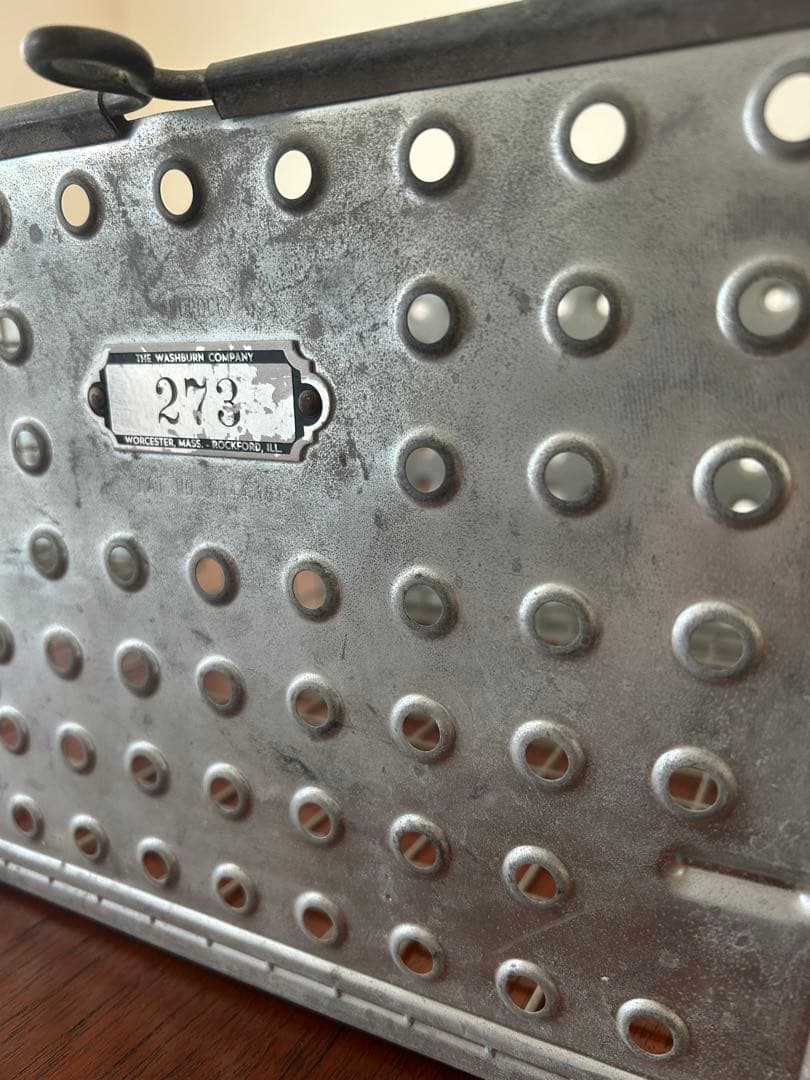 THE WASHBURN COMPANY
273
WORCESTER, MASS. - ROCKFORD, ILL.